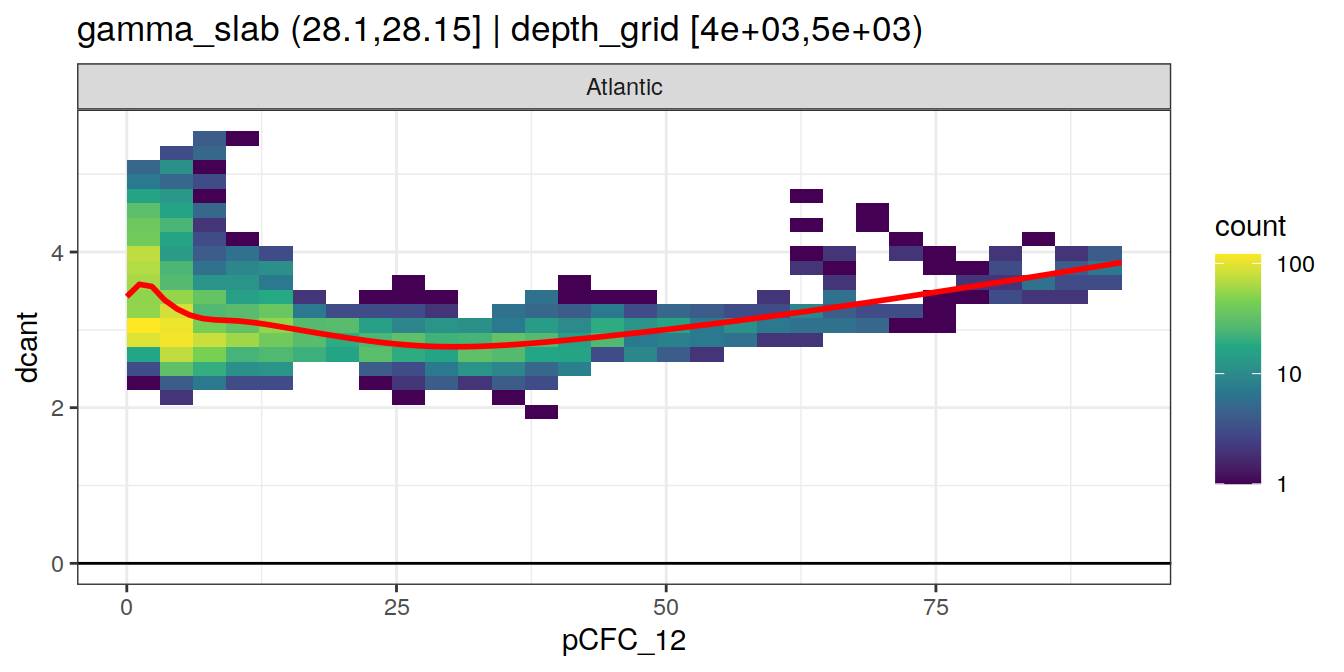 gamma_slab (28.1,28.15] | depth_grid [4e+03,5e+03)
Atlantic
dcant
4
2
0
0
25
50
75
pCFC_12
count
100
10
1